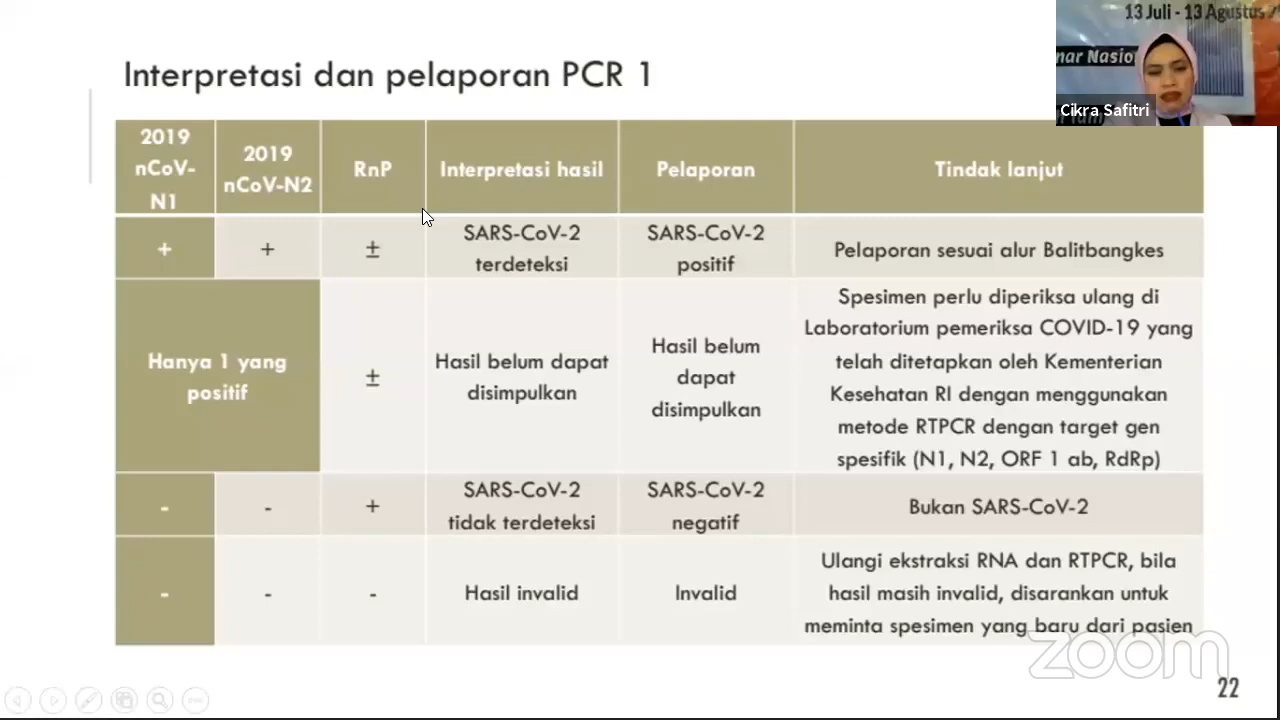 13 Juli - 13 Agustus
nar Nasio
Cikra Safitri
Interpretasi dan pelaporan PCR 1
2019
nCoV-
N1
2019
nCoV-N2
RnP
Interpretasi hasil
Pelaporan
Tindak lanjut
+
+
±
SARS-CoV-2
terdeteksi
SARS-CoV-2
positif
Pelaporan sesuai alur Balitbangkes
Hanya 1 yang
positif
±
Hasil belum dapat
disimpulkan
Hasil belum
dapat
disimpulkan
Spesimen perlu diperiksa ulang di
Laboratorium pemeriksa COVID-19 yang
telah ditetapkan oleh Kementerian
Kesehatan RI dengan menggunakan
metode RTPCR dengan target gen
spesifik (N1, N2, ORF 1 ab, RdRp)
-
-
+
SARS-CoV-2
tidak terdeteksi
SARS-CoV-2
negatif
Bukan SARS-CoV-2
-
-
-
Hasil invalid
Invalid
Ulangi ekstraksi RNA dan RTPCR, bila
hasil masih invalid, disarankan untuk
meminta spesimen yang baru dari pasien
zoom
22